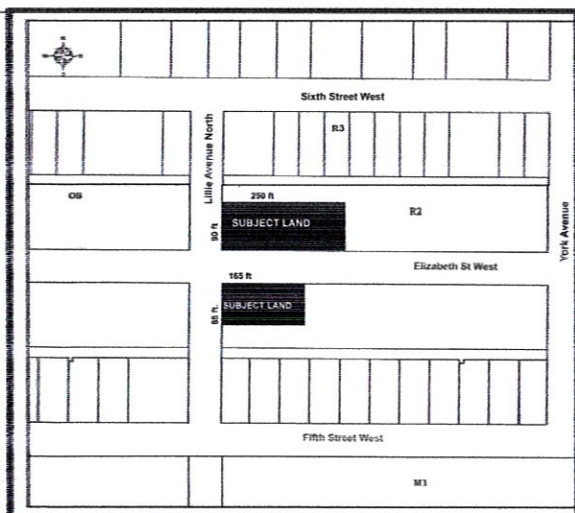 Sixth Street West
Lillie Avenue North
R3
OS
250 ft
R2
90 ft
SUBJECT LAND
York Avenue
Elizabeth St West
165 ft
85 ft.
SUBJECT LAND
Fifth Street West
M1